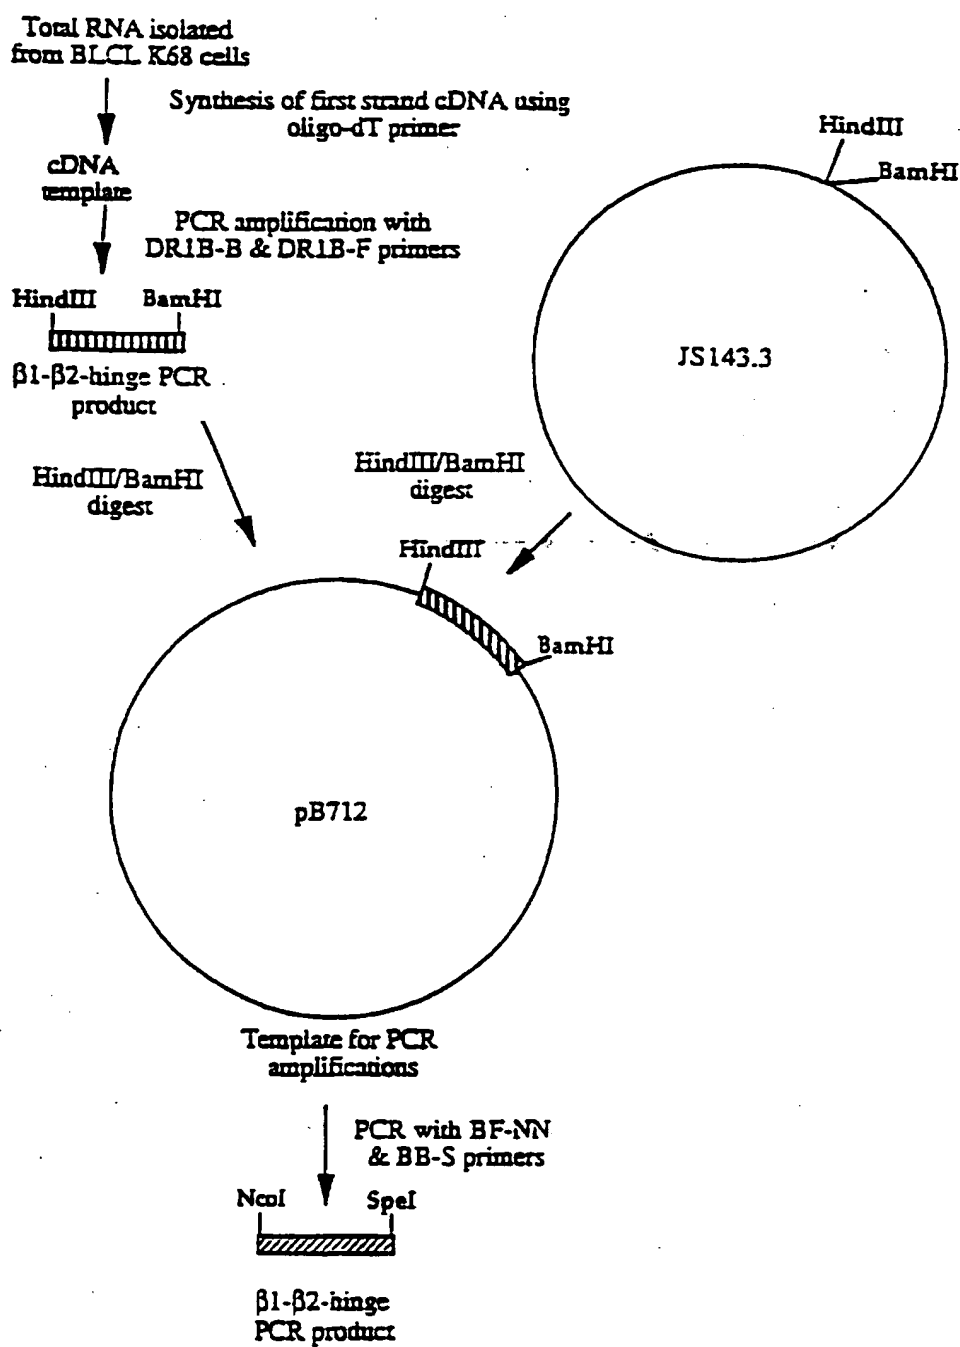 Total RNA isolated
from BLCL K68 cells
Synthesis of first strand cDNA using
oligo-dT primer
cDNA
template
PCR amplification with
DR1B-B & DR1B-F primers
HindIII
BamHI
β1-β2-hinge PCR
product
HindIII/BamHI
digest
HindIII
BamHI
JS143.3
HindIII/BamHI
digest
HindIII
BamHI
pB712
Template for PCR
amplifications
PCR with BF-NN
& BB-S primers
NcoI
SpeI
β1-β2-hinge
PCR product